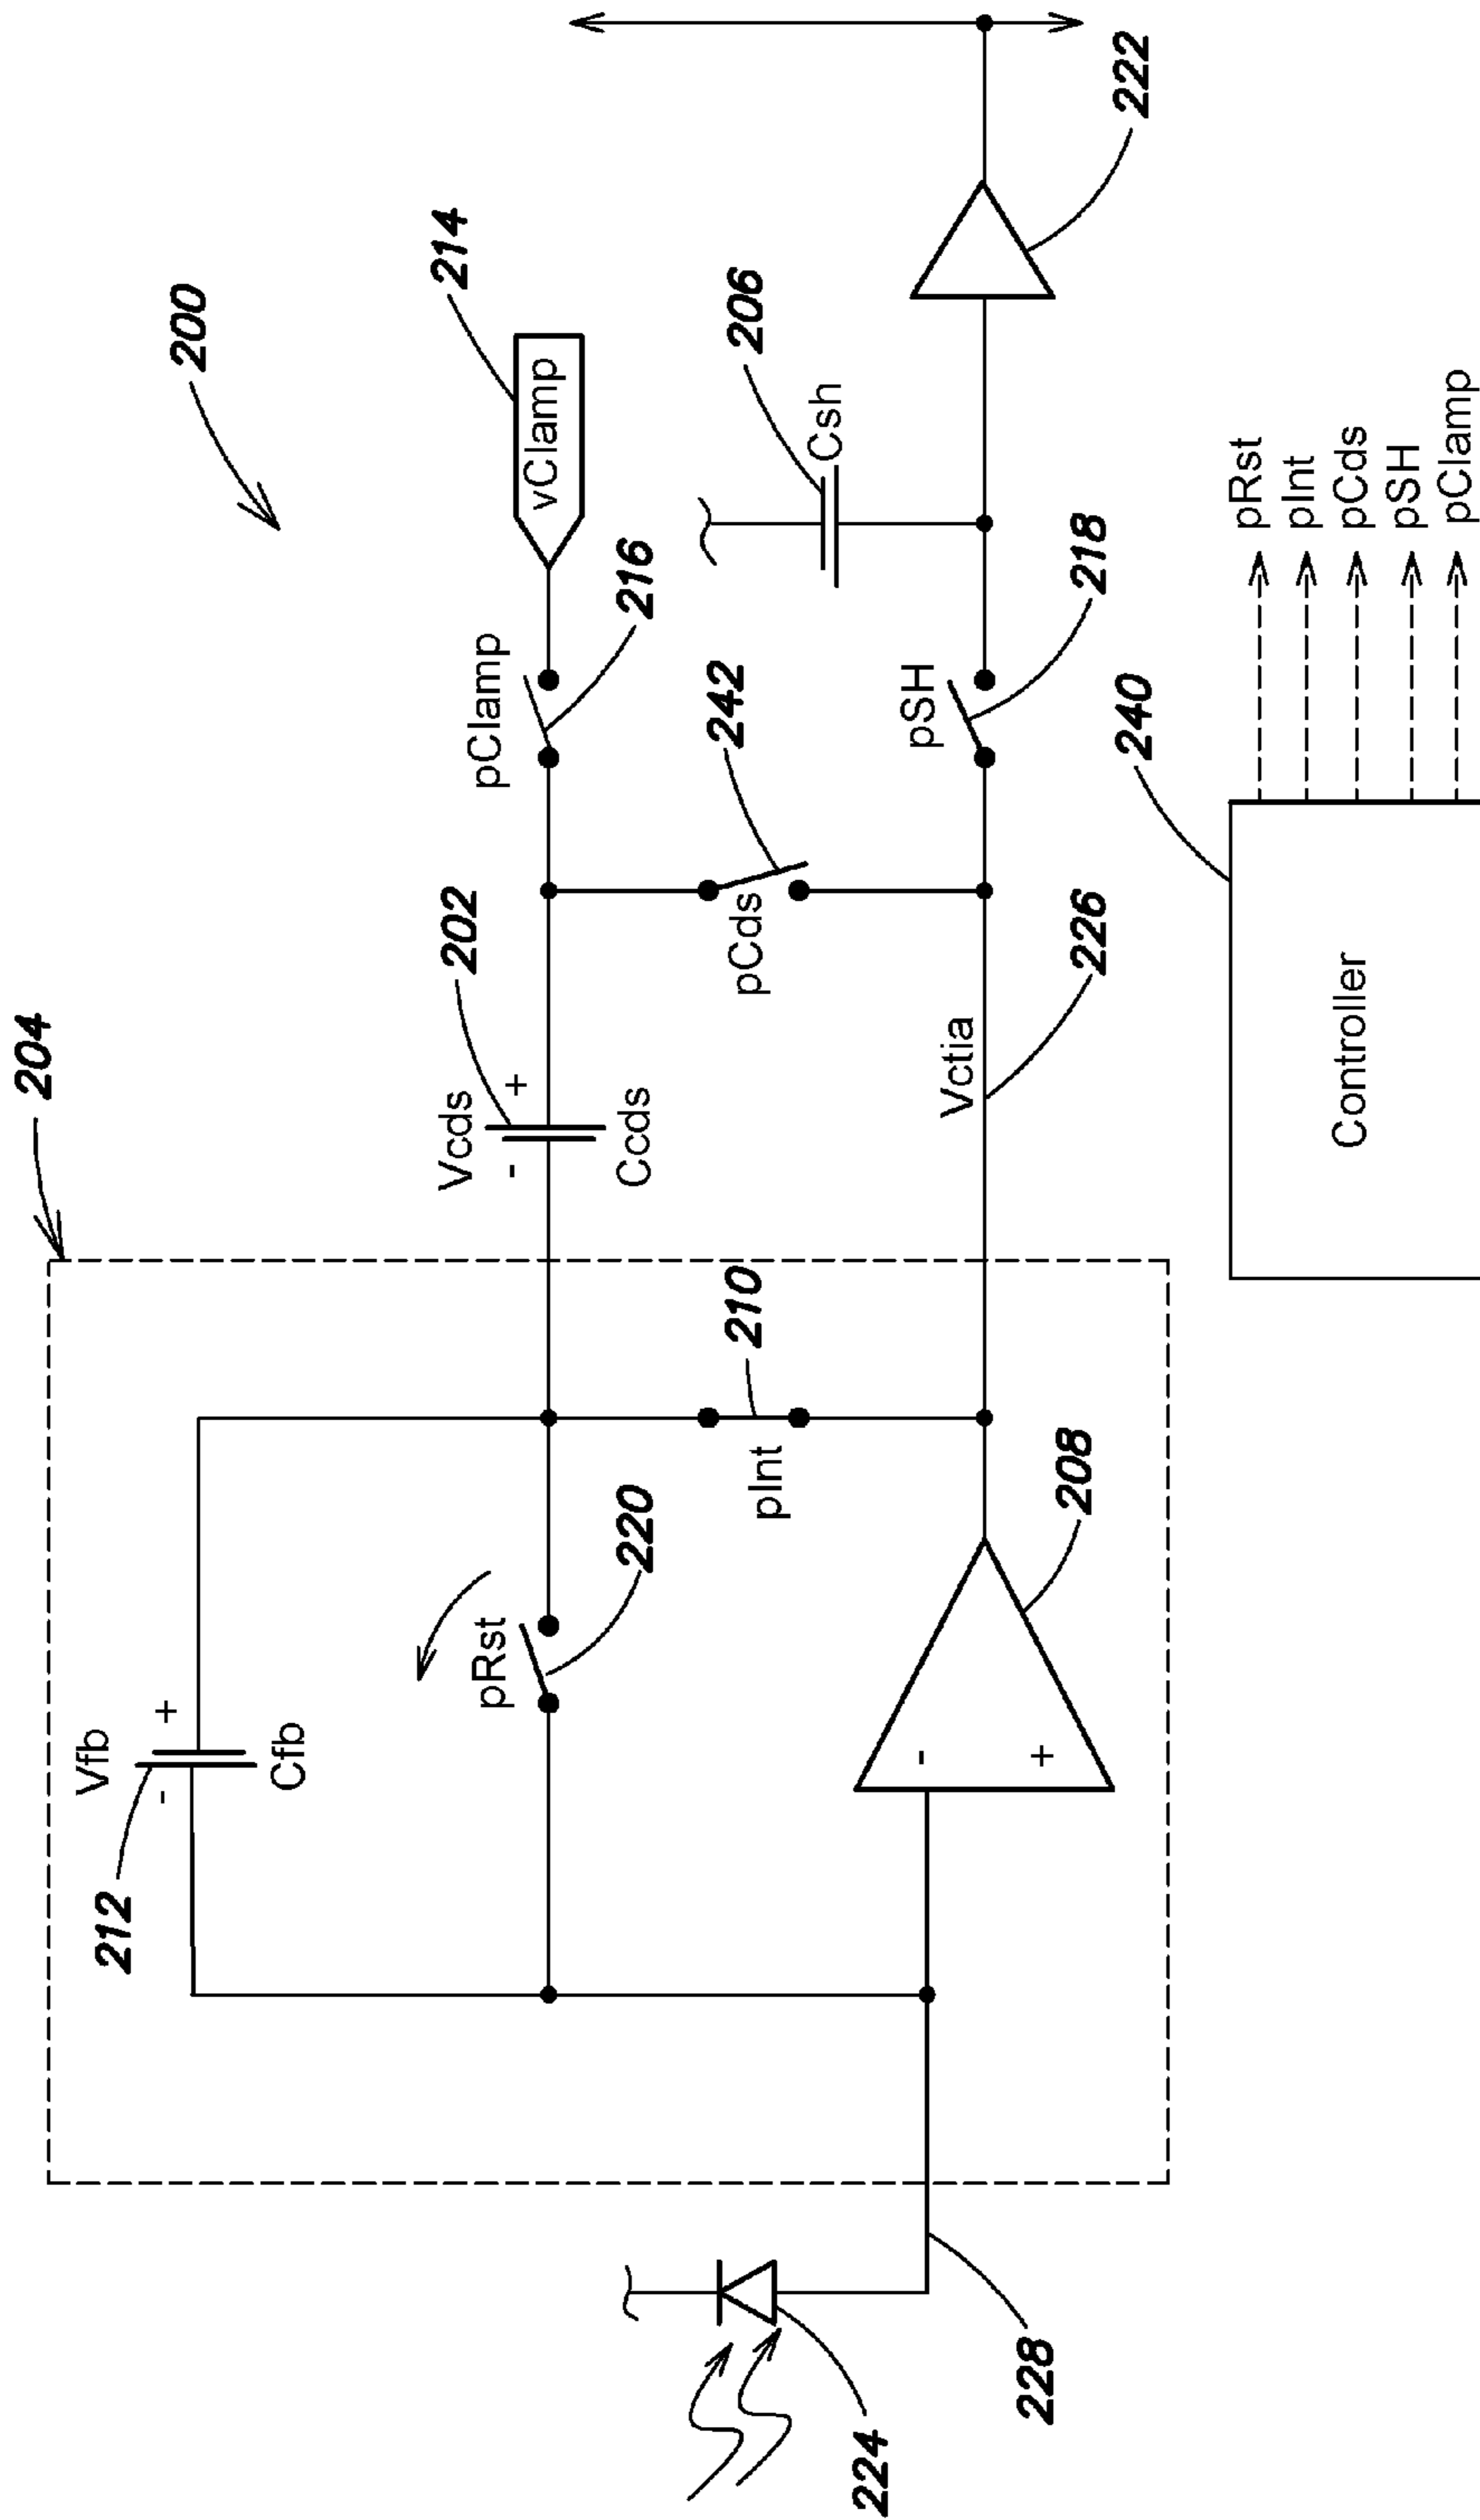 204
200
Vfb
-
+
212
Cfb
pRst
220
Vcds
-
+
202
Ccds
pClamp
216
vClamp
214
pInt
210
pCds
242
Csh
206
Vctia
226
pSH
218
-
+
208
222
224
228
Controller
240
pRst
pInt
pCds
pSH
pClamp